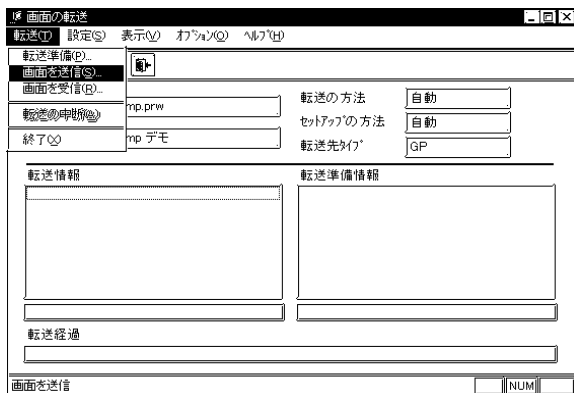 画面の転送
転送(T) 設定(S) 表示(V) ｵﾌﾟｼｮﾝ(O) ﾍﾙﾌﾟ(H)
転送準備(P)...
画面を送信(S)...
画面を受信(R)...
転送の中断(A)
終了(X)
mp.prw
mp デモ
転送の方法 自動
ｾｯﾄｱｯﾌﾟの方法 自動
転送先ﾀｲﾌﾟ GP
転送情報
転送準備情報
転送経過
画面を送信
NUM